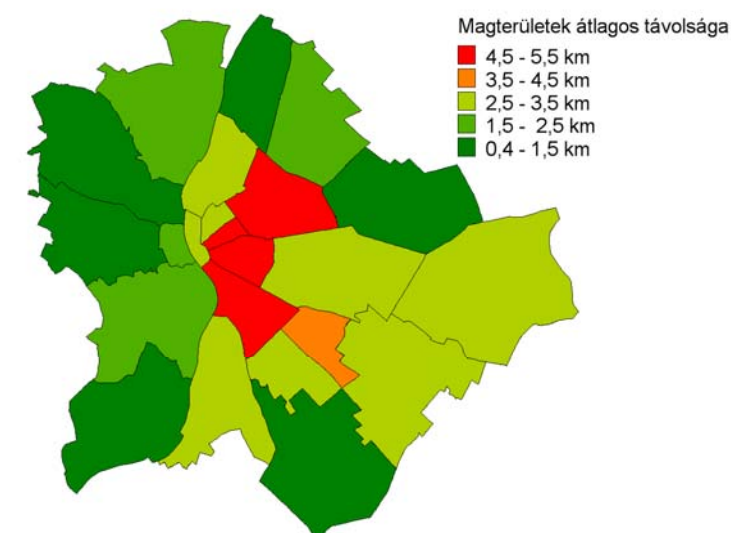 Magterületek átlagos távolsága
4,5 - 5,5 km
3,5 - 4,5 km
2,5 - 3,5 km
1,5 - 2,5 km
0,4 - 1,5 km